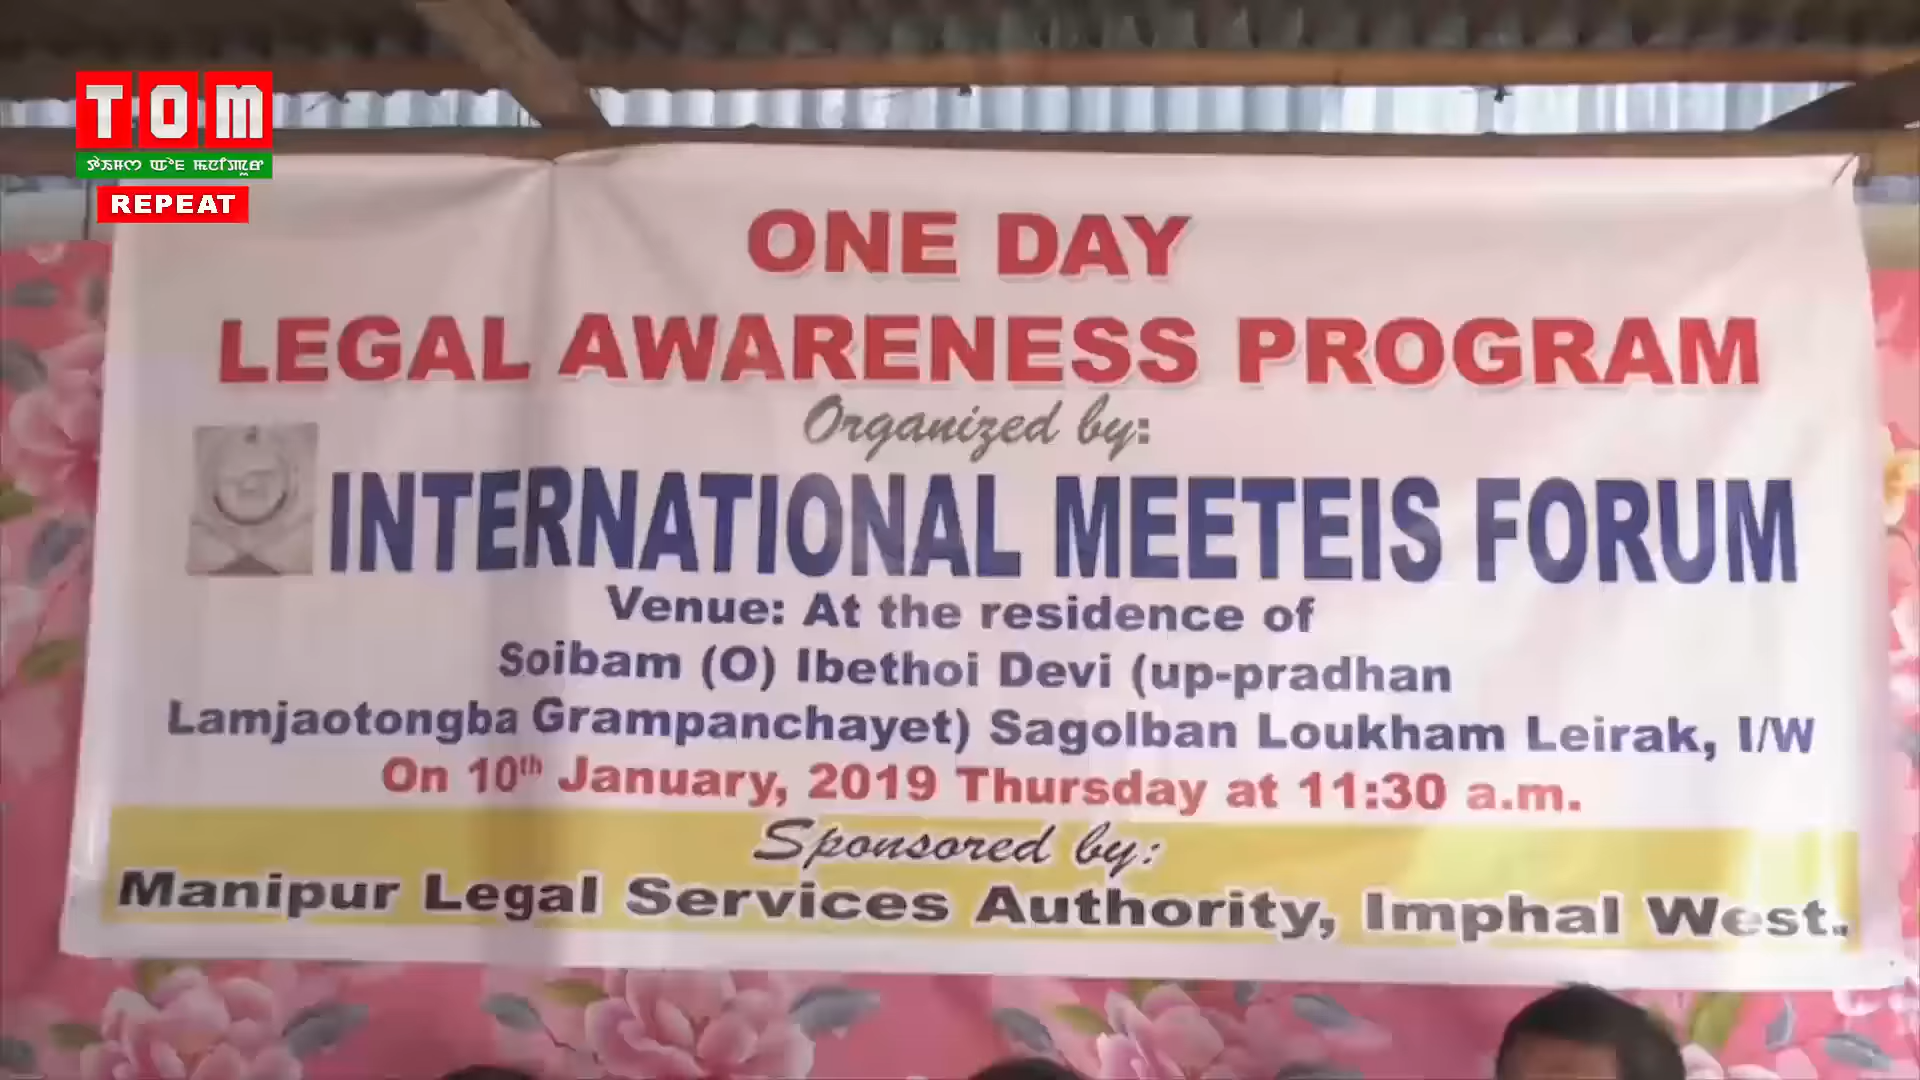 TOM
REPEAT
ONE DAY
LEGAL AWARENESS PROGRAM
Organized by:
INTERNATIONAL MEETEIS FORUM
Venue: At the residence of
Soibam (O) Ibethoi Devi (up-pradhan
Lamjaotongba Grampanchayet) Sagolban Loukham Leirak, I/W
On 10th January, 2019 Thursday at 11:30 a.m.
Sponsored by:
Manipur Legal Services Authority, Imphal West.